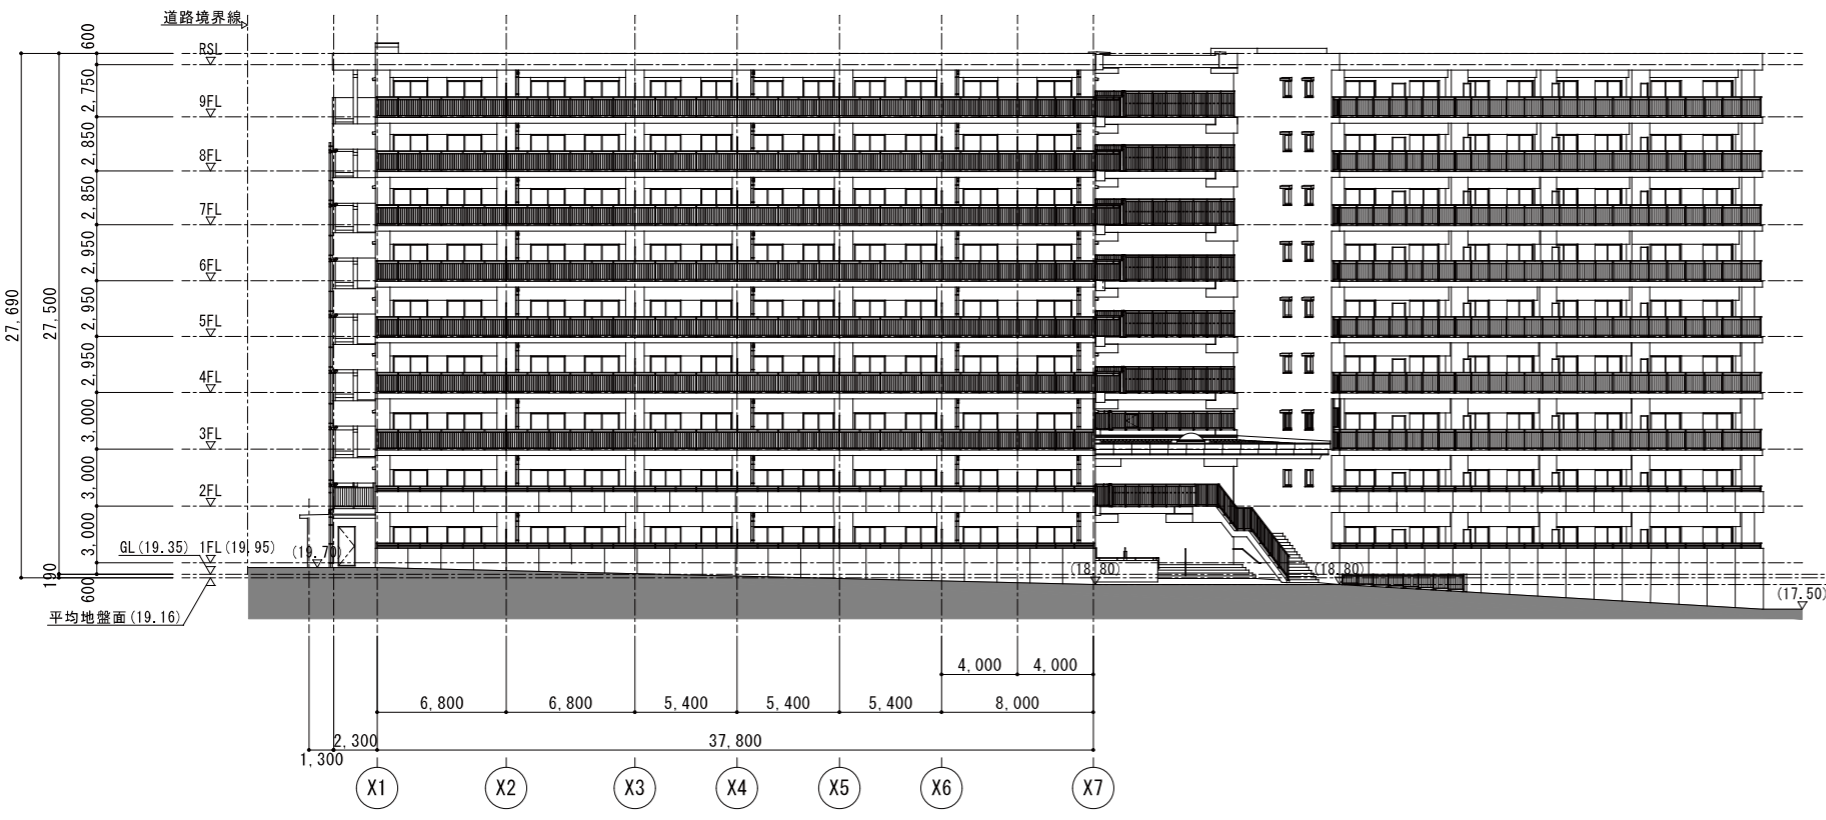 道路境界線
600
RSL
2,750
9FL
2,850
8FL
2,850
7FL
2,950
6FL
2,950
5FL
2,950
4FL
3,000
3FL
3,000
2FL
3,000
27,690
27,500
GL(19.35) 1FL(19.95) (19.70)
190
600
平均地盤面(19.16)
(18.80)
(18.80)
(17.50)
4,000 4,000
6,800 6,800 5,400 5,400 5,400 8,000
2,300 37,800
1,300
X1 X2 X3 X4 X5 X6 X7